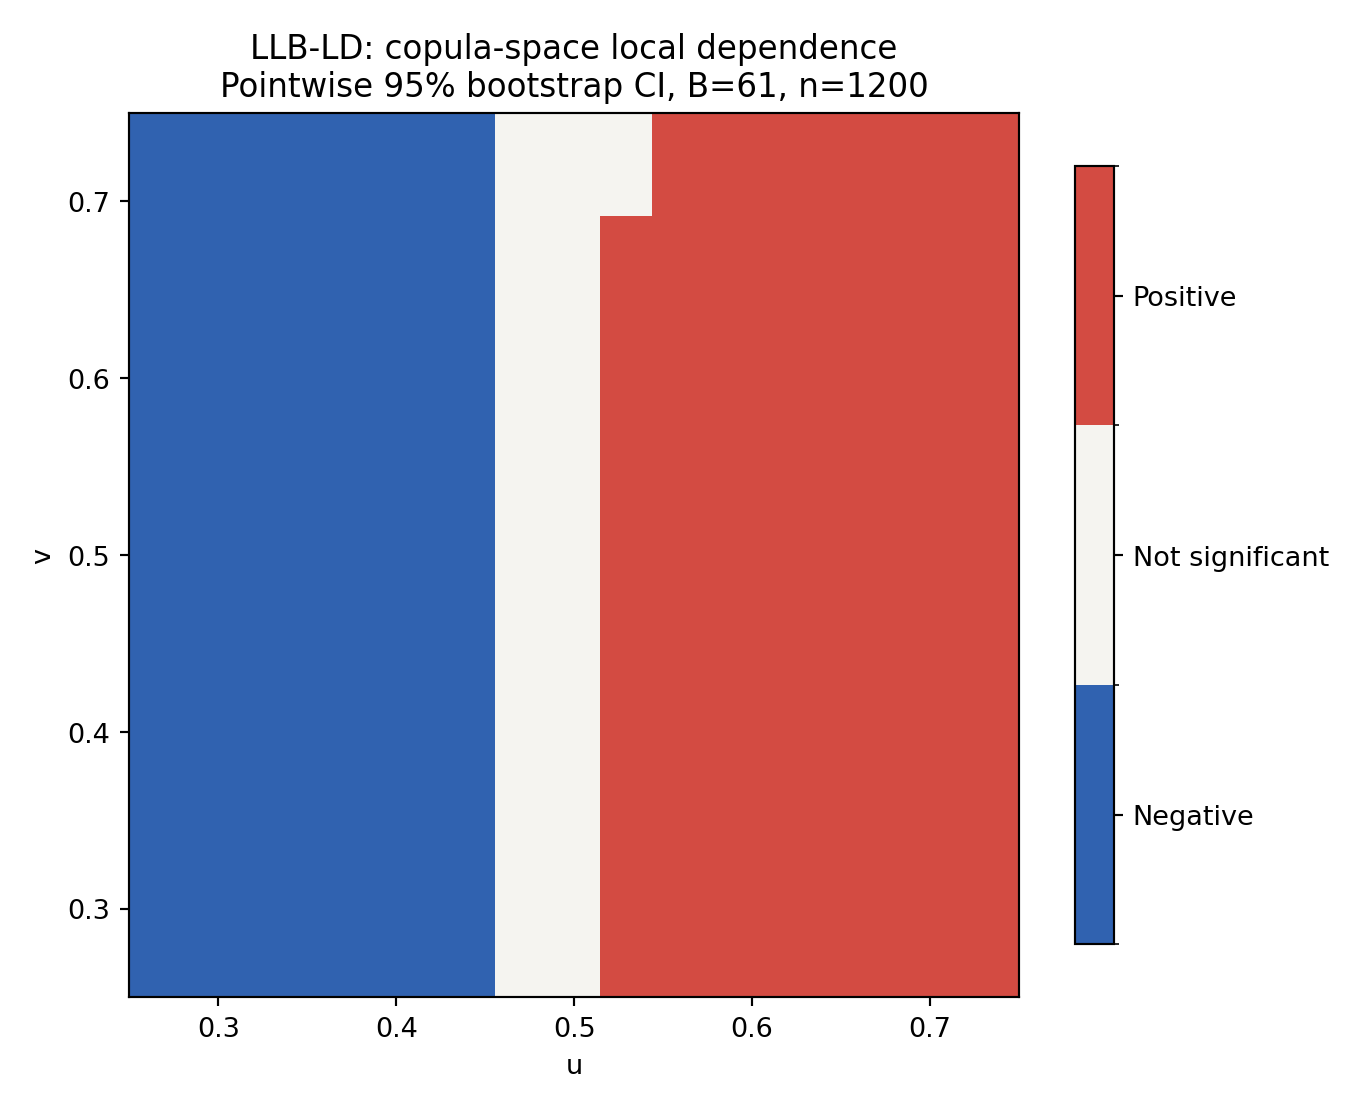 LLB-LD: copula-space local dependence
Pointwise 95% bootstrap CI, B=61, n=1200
0.7
0.6
0.5
0.4
0.3
v
0.3 0.4 0.5 0.6 0.7
u
Positive
Not significant
Negative